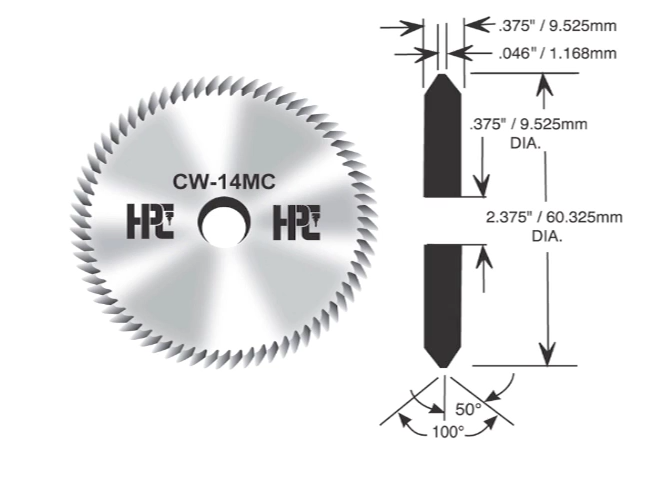 CW-14MC
HPC HPC
.375" / 9.525mm
.046" / 1.168mm
.375" / 9.525mm
DIA.
2.375" / 60.325mm
DIA.
50°
100°